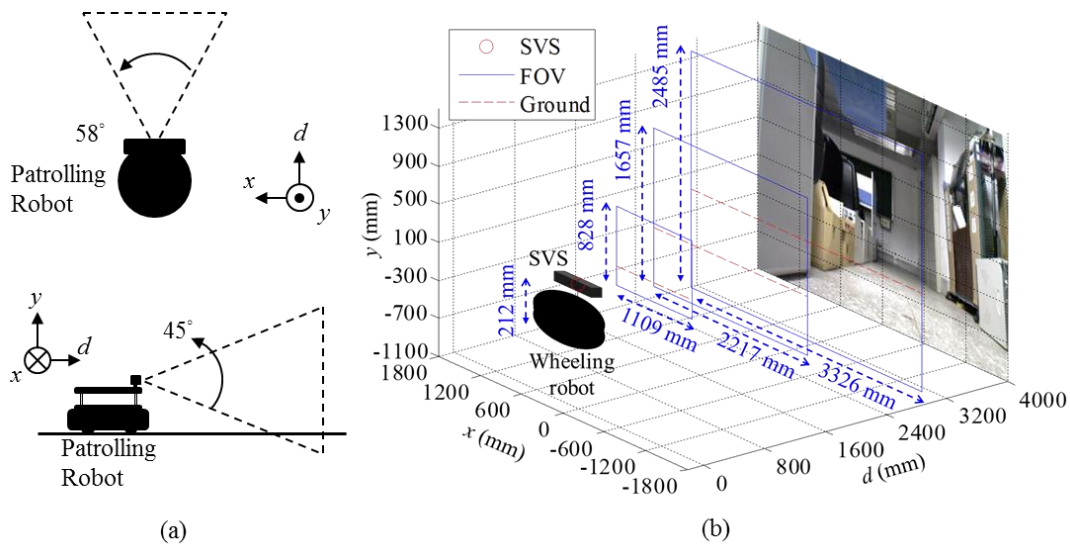 58°
Patrolling
Robot
d
x
y
y
d
x
45°
Patrolling
Robot
(a)
SVS
FOV
Ground
1300
900
500
100
-300
-700
-1100
y (mm)
1800
1200
600
0
-600
-1200
-1800
x (mm)
0
800
1600
2400
3200
4000
d (mm)
2485 mm
1657 mm
828 mm
212 mm
SVS
Wheeling
robot
1109 mm
2217 mm
3326 mm
(b)